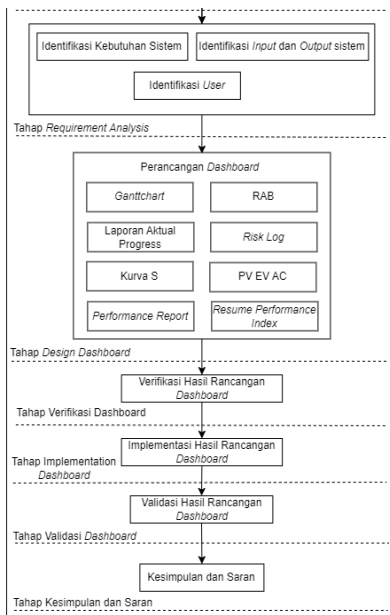 Identifikasi Kebutuhan Sistem
Identifikasi Input dan Output sistem
Identifikasi User
Tahap Requirement Analysis
Perancangan Dashboard
Ganttchart
RAB
Laporan Aktual
Progress
Risk Log
Kurva S
PV EV AC
Performance Report
Resume Performance
Index
Tahap Design Dashboard
Verifikasi Hasil Rancangan
Dashboard
Tahap Verifikasi Dashboard
Implementasi Hasil Rancangan
Dashboard
Tahap Implementation
Dashboard
Validasi Hasil Rancangan
Dashboard
Tahap Validasi Dashboard
Kesimpulan dan Saran
Tahap Kesimpulan dan Saran